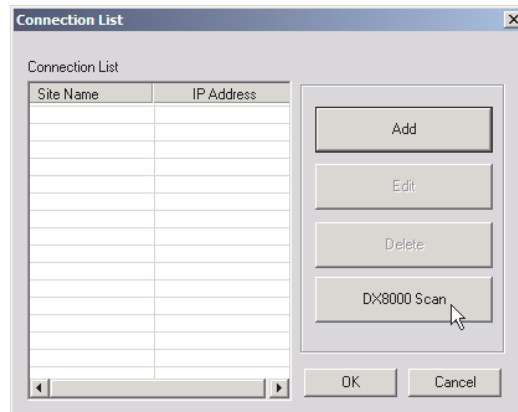 Connection List
Connection List
Site Name IP Address
Add
Edit
Delete
DX8000 Scan
OK Cancel